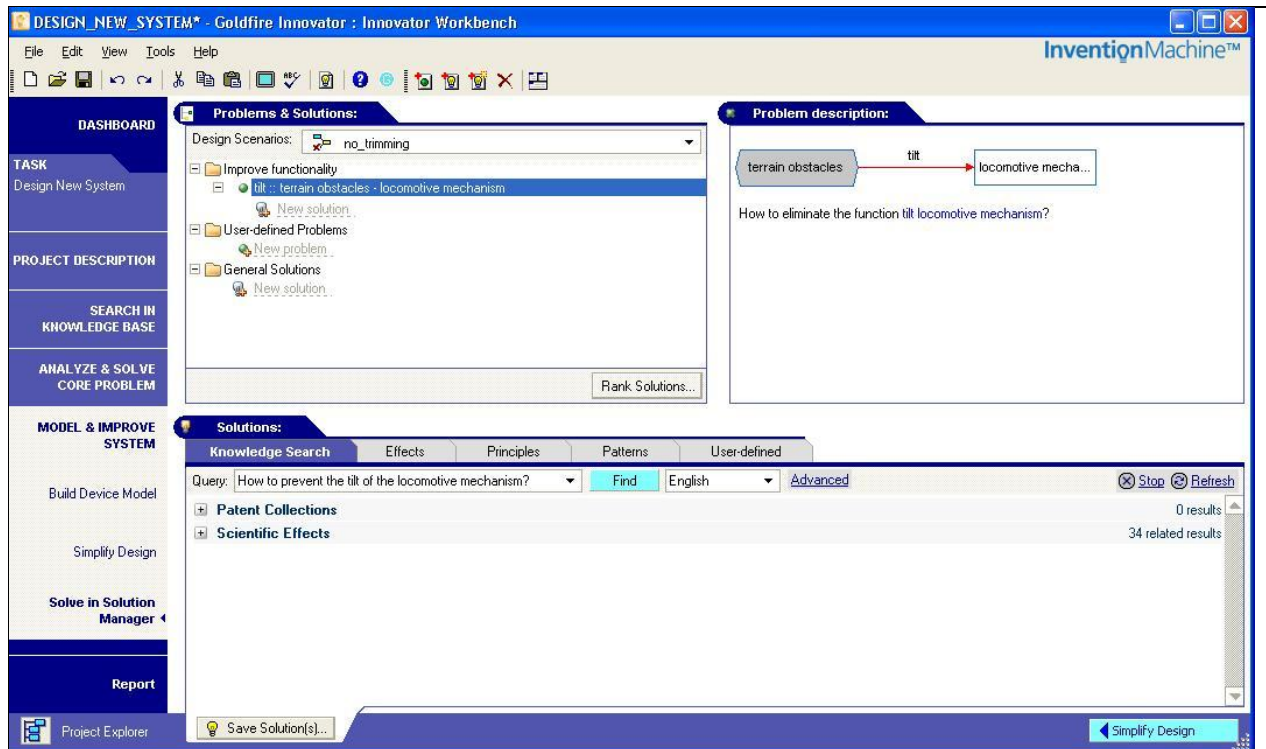 DESIGN_NEW_SYSTEM* - Goldfire Innovator : Innovator Workbench
File Edit View Tools Help
InventionMachine™
DASHBOARD
TASK
Design New System
PROJECT DESCRIPTION
SEARCH IN
KNOWLEDGE BASE
ANALYZE & SOLVE
CORE PROBLEM
MODEL & IMPROVE
SYSTEM
Build Device Model
Simplify Design
Solve in Solution
Manager
Report
Project Explorer
Problems & Solutions:
Design Scenarios: no_trimming
Improve functionality
tilt :: terrain obstacles - locomotive mechanism
New solution
User-defined Problems
New problem
General Solutions
New solution
Rank Solutions...
Problem description:
terrain obstacles tilt locomotive mecha...
How to eliminate the function tilt locomotive mechanism?
Solutions:
Knowledge Search Effects Principles Patterns User-defined
Query: How to prevent the tilt of the locomotive mechanism? Find English Advanced Stop Refresh
Patent Collections 0 results
Scientific Effects 34 related results
Save Solution(s)...
Simplify Design